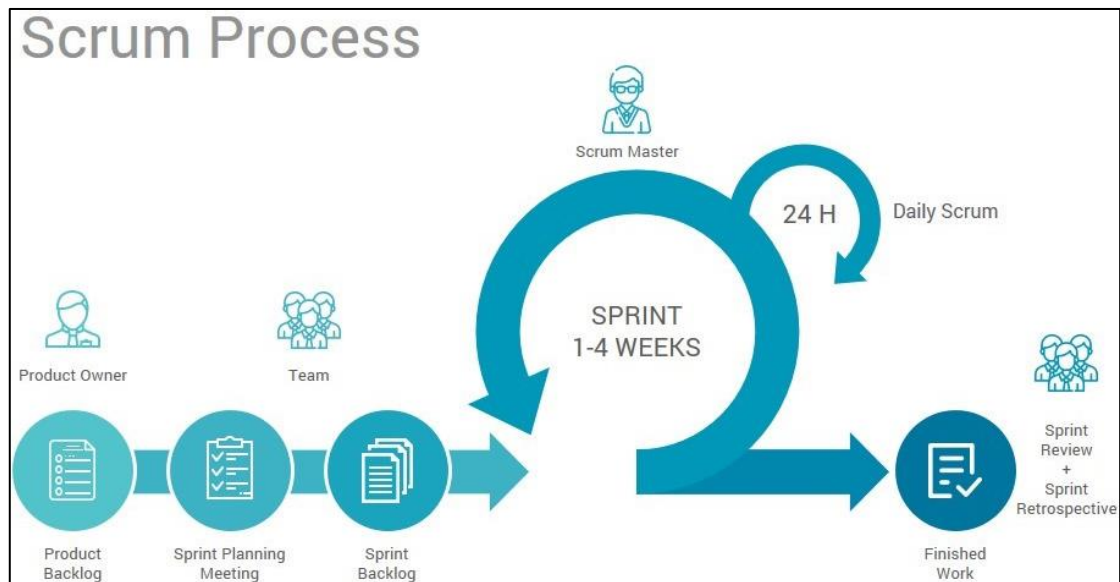 Scrum Process
Scrum Master
24 H
Daily Scrum
SPRINT
1-4 WEEKS
Product Owner
Team
Product
Backlog
Sprint Planning
Meeting
Sprint
Backlog
Finished
Work
Sprint
Review
+
Sprint
Retrospective